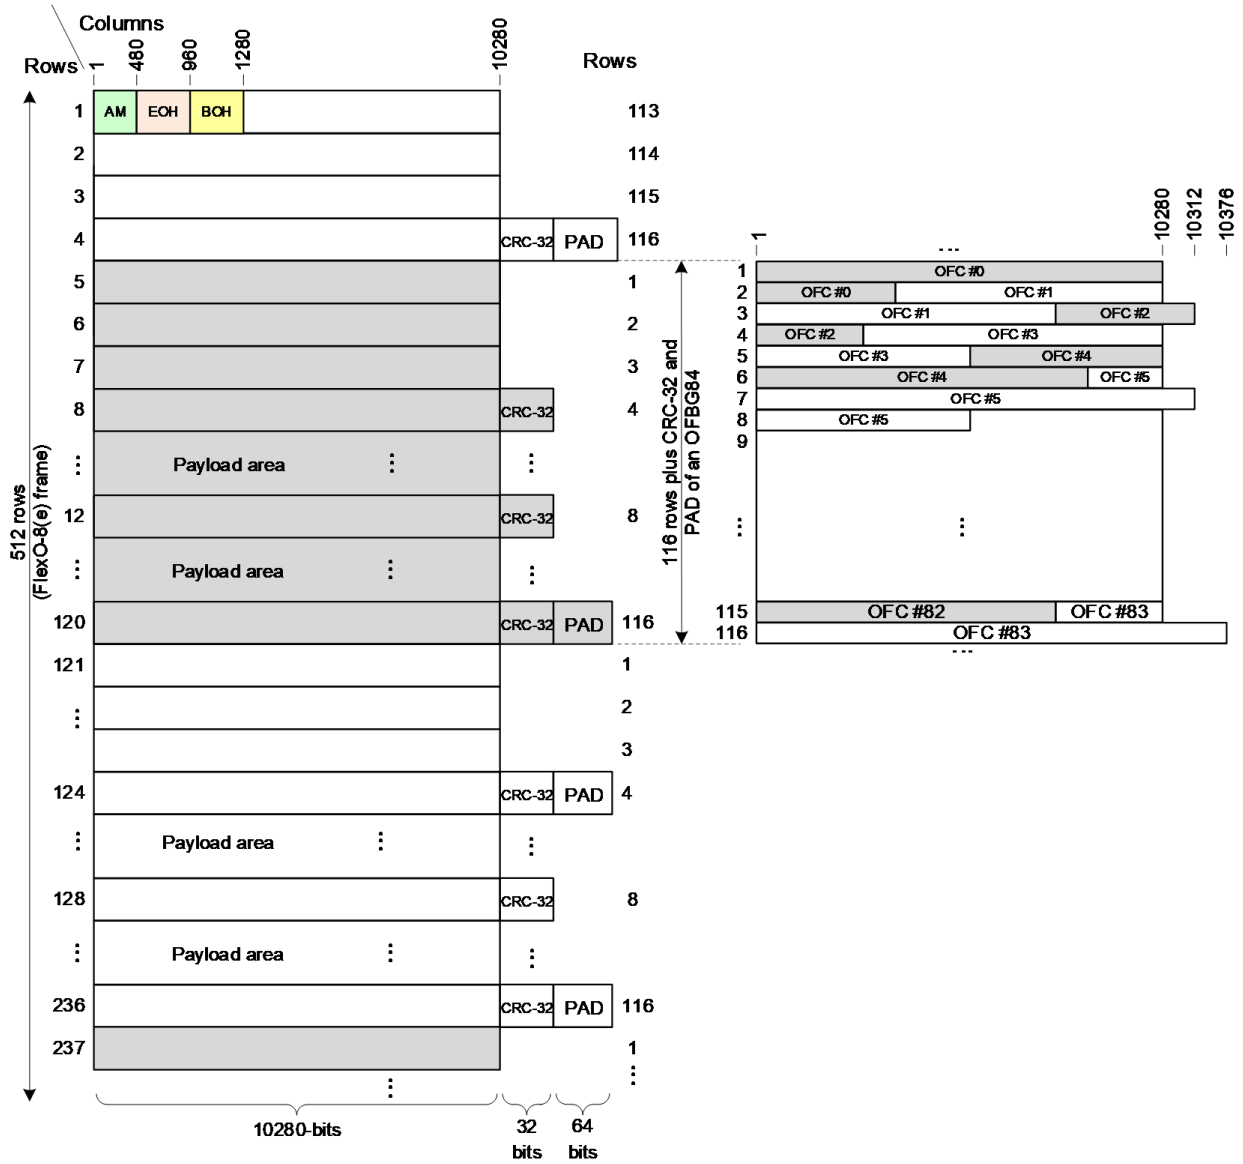 Columns
Rows
1
480
960
1280
10280
Rows
1 AM EOH BOH 113
2 114
3 115
4 CRC-32 PAD 116
5 1
6 2
7 3
8 CRC-32 4
⋮ Payload area ⋮ ⋮
12 CRC-32 8
⋮ Payload area ⋮ ⋮
120 CRC-32 PAD 116
121 1
⋮ 2
3
124 CRC-32 PAD 4
⋮ Payload area ⋮ ⋮
128 CRC-32 8
⋮ Payload area ⋮ ⋮
236 CRC-32 PAD 116
237 1
⋮ ⋮
512 rows
(FlexO-8(e) frame)
10280-bits
32
bits
64
bits
116 rows plus CRC-32 and
PAD of an OFBG84
1
...
10280
10312
10376
1 OFC #0
2 OFC #0 OFC #1
3 OFC #1 OFC #2
4 OFC #2 OFC #3
5 OFC #3 OFC #4
6 OFC #4 OFC #5
7 OFC #5
8 OFC #5
9
⋮ ⋮
115 OFC #82 OFC #83
116 OFC #83
...